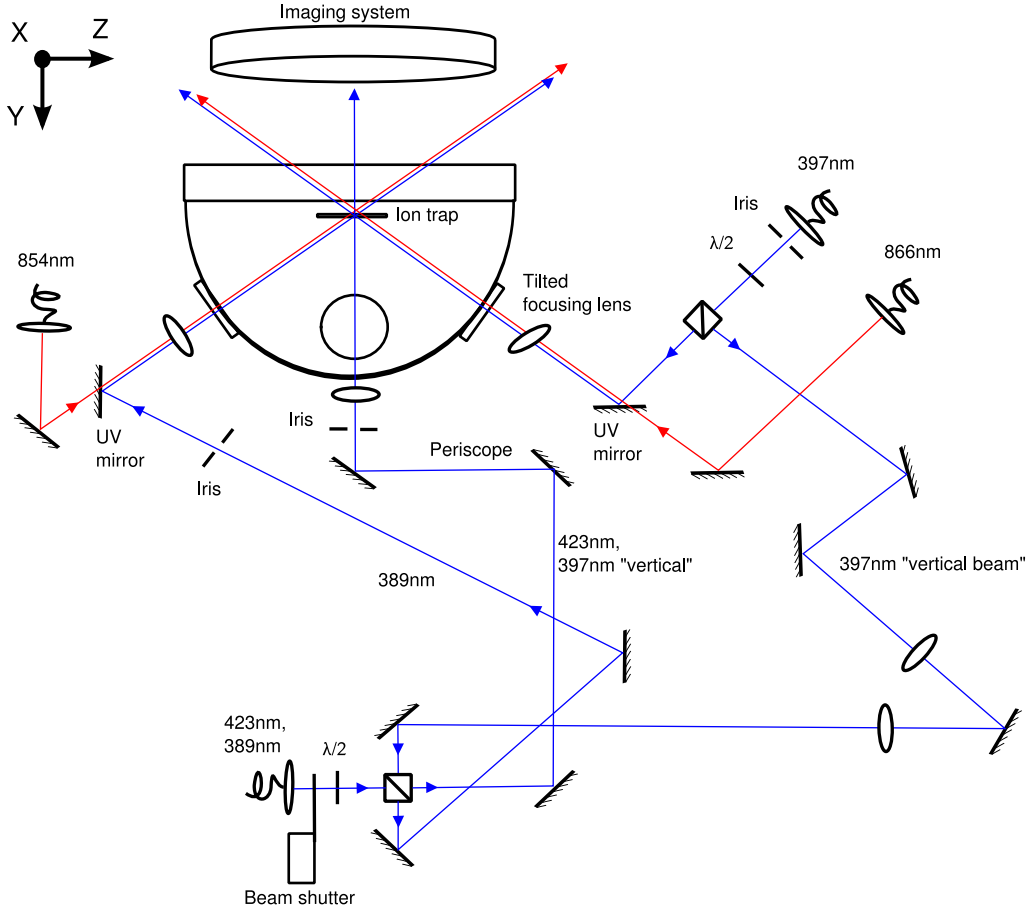 Imaging system
X
Z
Y
397nm
Iris
λ/2
866nm
Ion trap
854nm
Tilted
focusing lens
UV
mirror
Iris
Periscope
UV
mirror
Iris
423nm,
397nm "vertical"
389nm
397nm "vertical beam"
423nm,
389nm
λ/2
Beam shutter